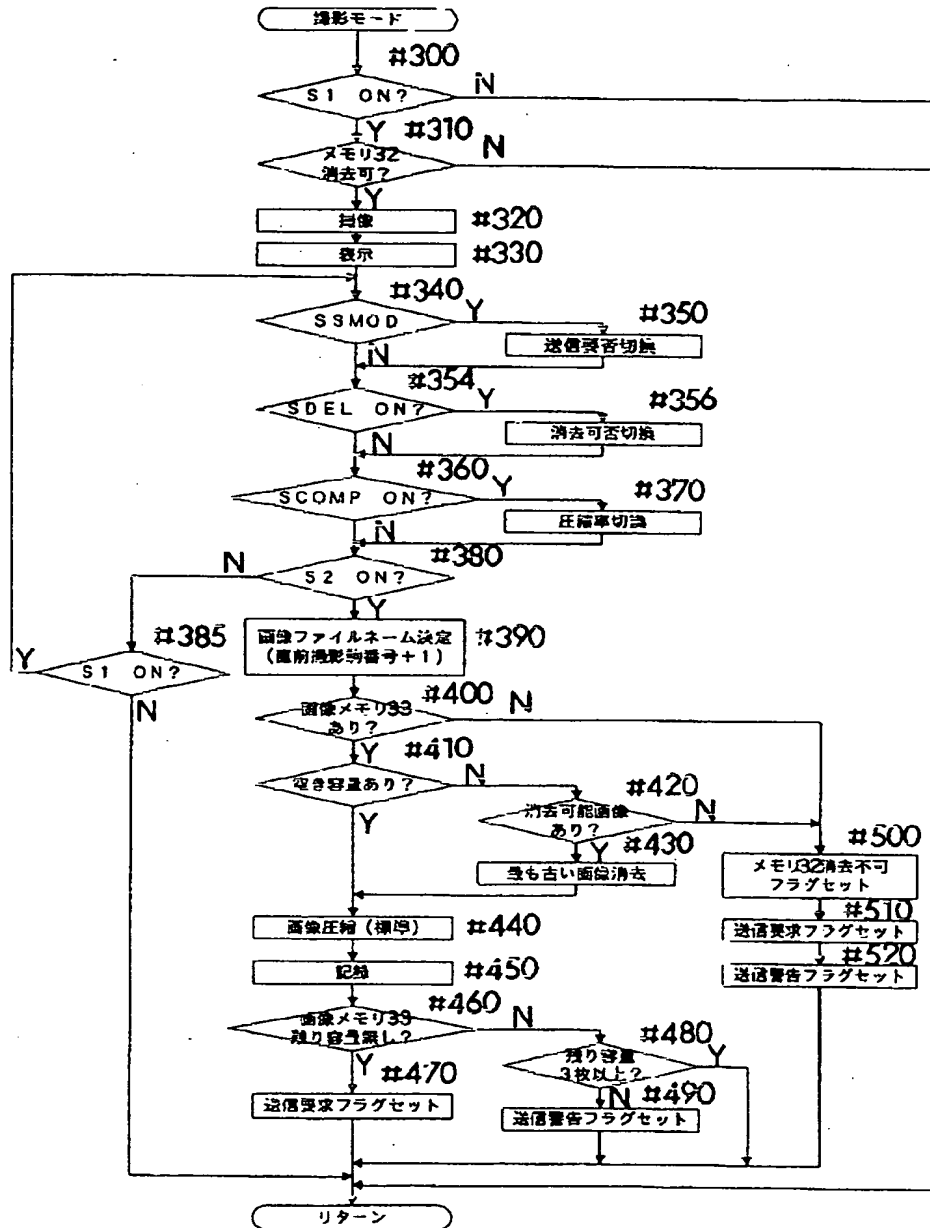 撮影モード
#300
S1 ON?
N
Y
#310
メモリ32
消去可?
N
Y
撮像
#320
表示
#330
#340
SSMOD
Y
#350
送信要否切換
N
#354
SDEL ON?
Y
#356
消去可否切換
N
#360
SCOMP ON?
Y
#370
圧縮率切換
N
#380
S2 ON?
N
Y
#385
S1 ON?
Y
N
画像ファイルネーム決定
(直前撮影駒番号+1)
#390
#400
画像メモリ33
あり?
N
Y
#410
空き容量あり?
N
Y
#420
消去可能画像
あり?
N
Y
#430
最も古い画像消去
#500
メモリ32消去不可
フラグセット
#510
送信要求フラグセット
#520
送信警告フラグセット
画像圧縮(標準)
#440
記録
#450
#460
画像メモリ33
残り容量無し?
N
Y
#470
送信要求フラグセット
#480
残り容量
3枚以上?
Y
N
#490
送信警告フラグセット
リターン